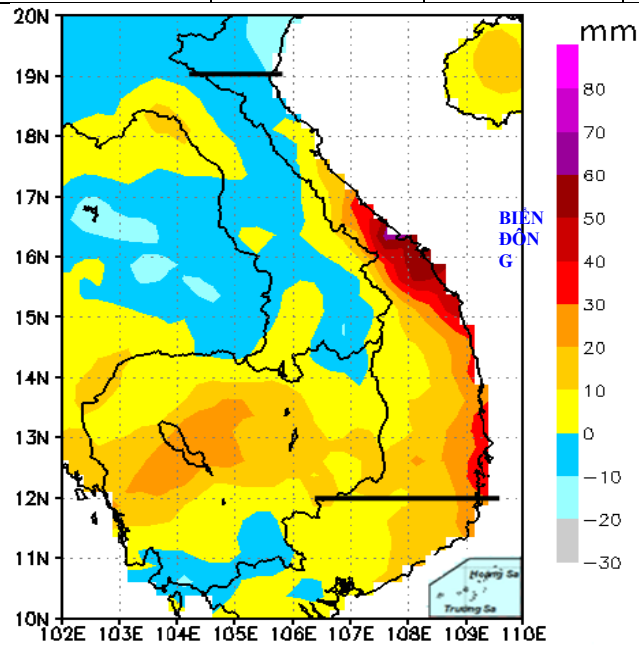 20N
mm
19N
80
18N
70
17N
60
BIỂN
ĐÔN
G
50
16N
40
15N
30
20
14N
10
13N
0
−10
12N
−20
11N
−30
Hoàng Sa
Trường Sa
10N
102E 103E 104E 105E 106E 107E 108E 109E 110E